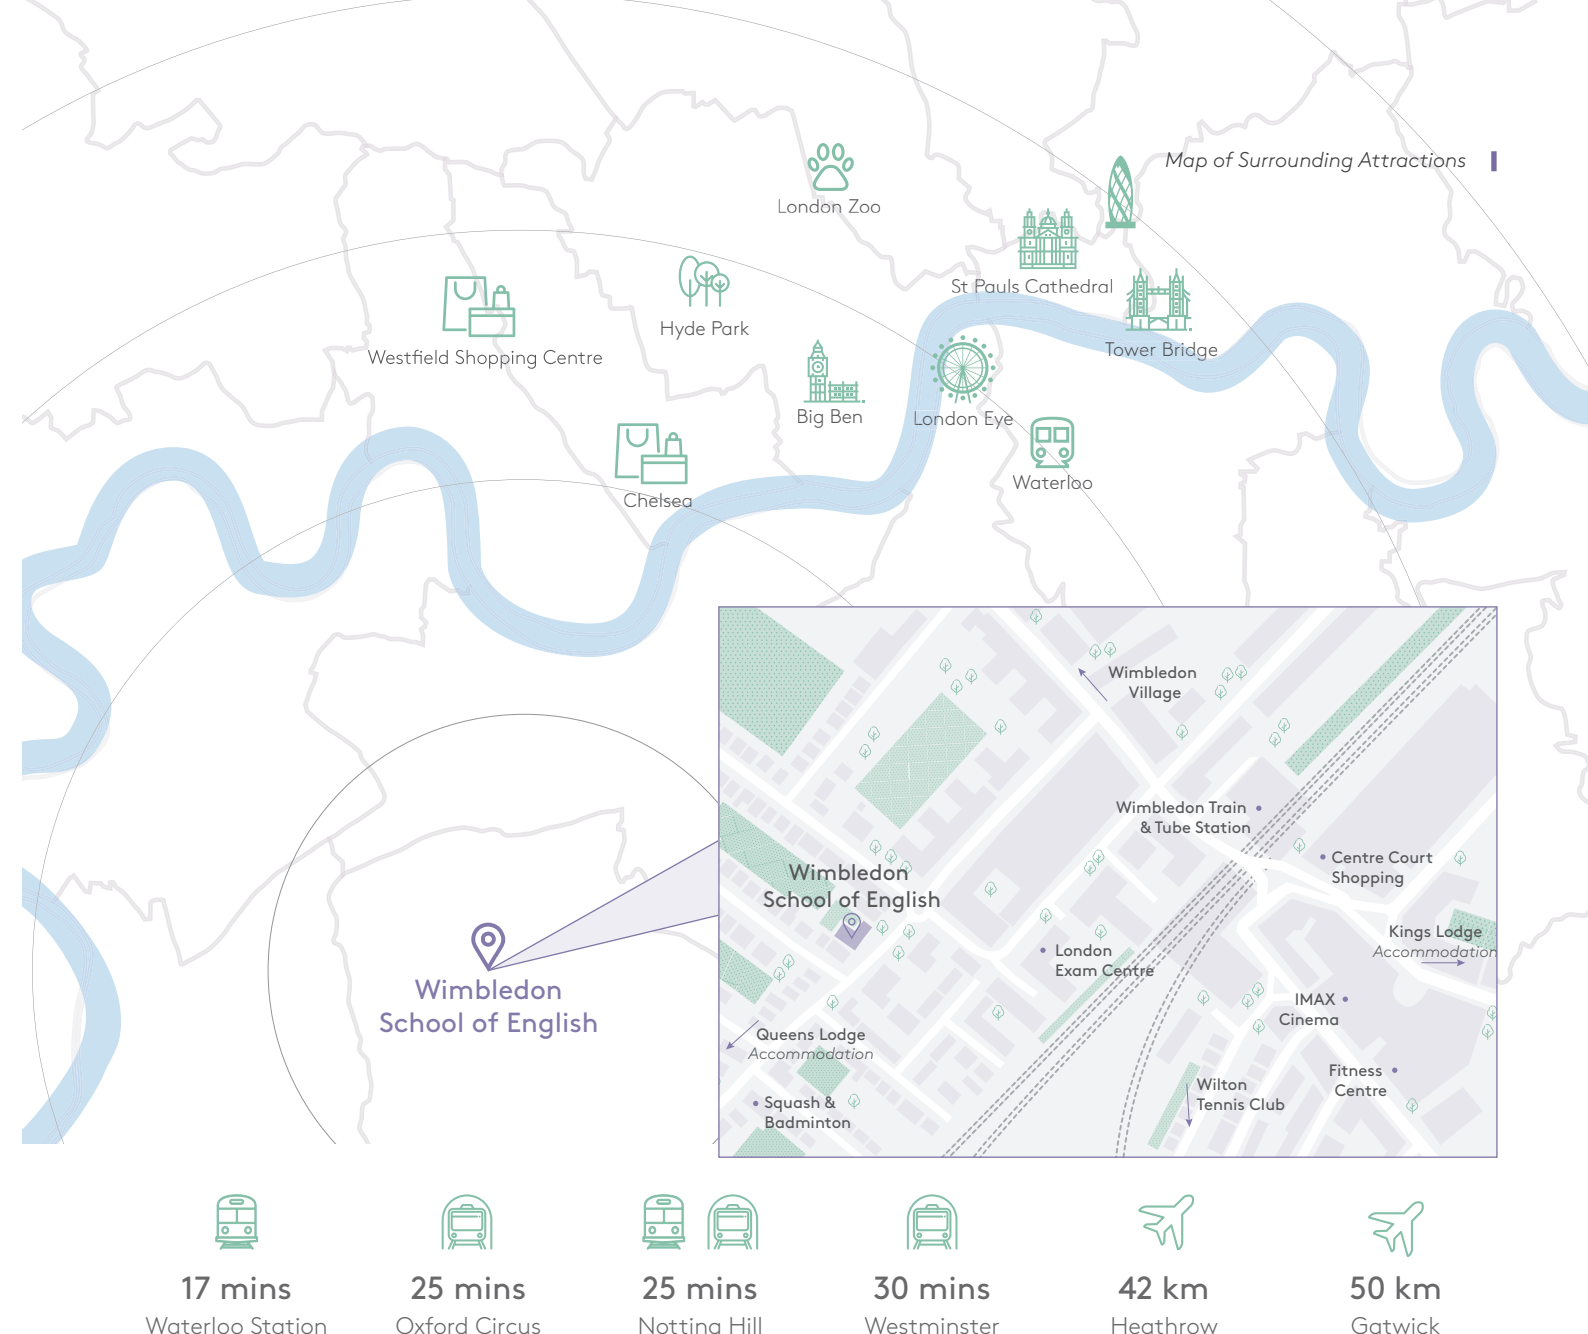 Map of Surrounding Attractions
London Zoo
St Pauls Cathedral
Hyde Park
Westfield Shopping Centre
Tower Bridge
Big Ben
London Eye
Waterloo
Chelsea
Wimbledon
School of English
Wimbledon
Village
Wimbledon Train
& Tube Station
Centre Court
Shopping
Wimbledon
School of English
Kings Lodge
Accommodation
London
Exam Centre
IMAX
Cinema
Queens Lodge
Accommodation
Fitness
Centre
Wilton
Tennis Club
Squash &
Badminton
17 mins
Waterloo Station
25 mins
Oxford Circus
25 mins
Notting Hill
30 mins
Westminster
42 km
Heathrow
50 km
Gatwick